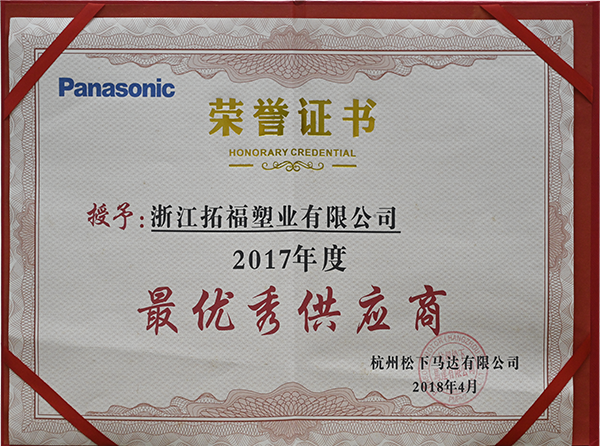 Panasonic
荣誉证书
HONORARY CREDENTIAL
授予:浙江拓福塑业有限公司
2017年度
最优秀供应商
杭州松下马达有限公司
2018年4月